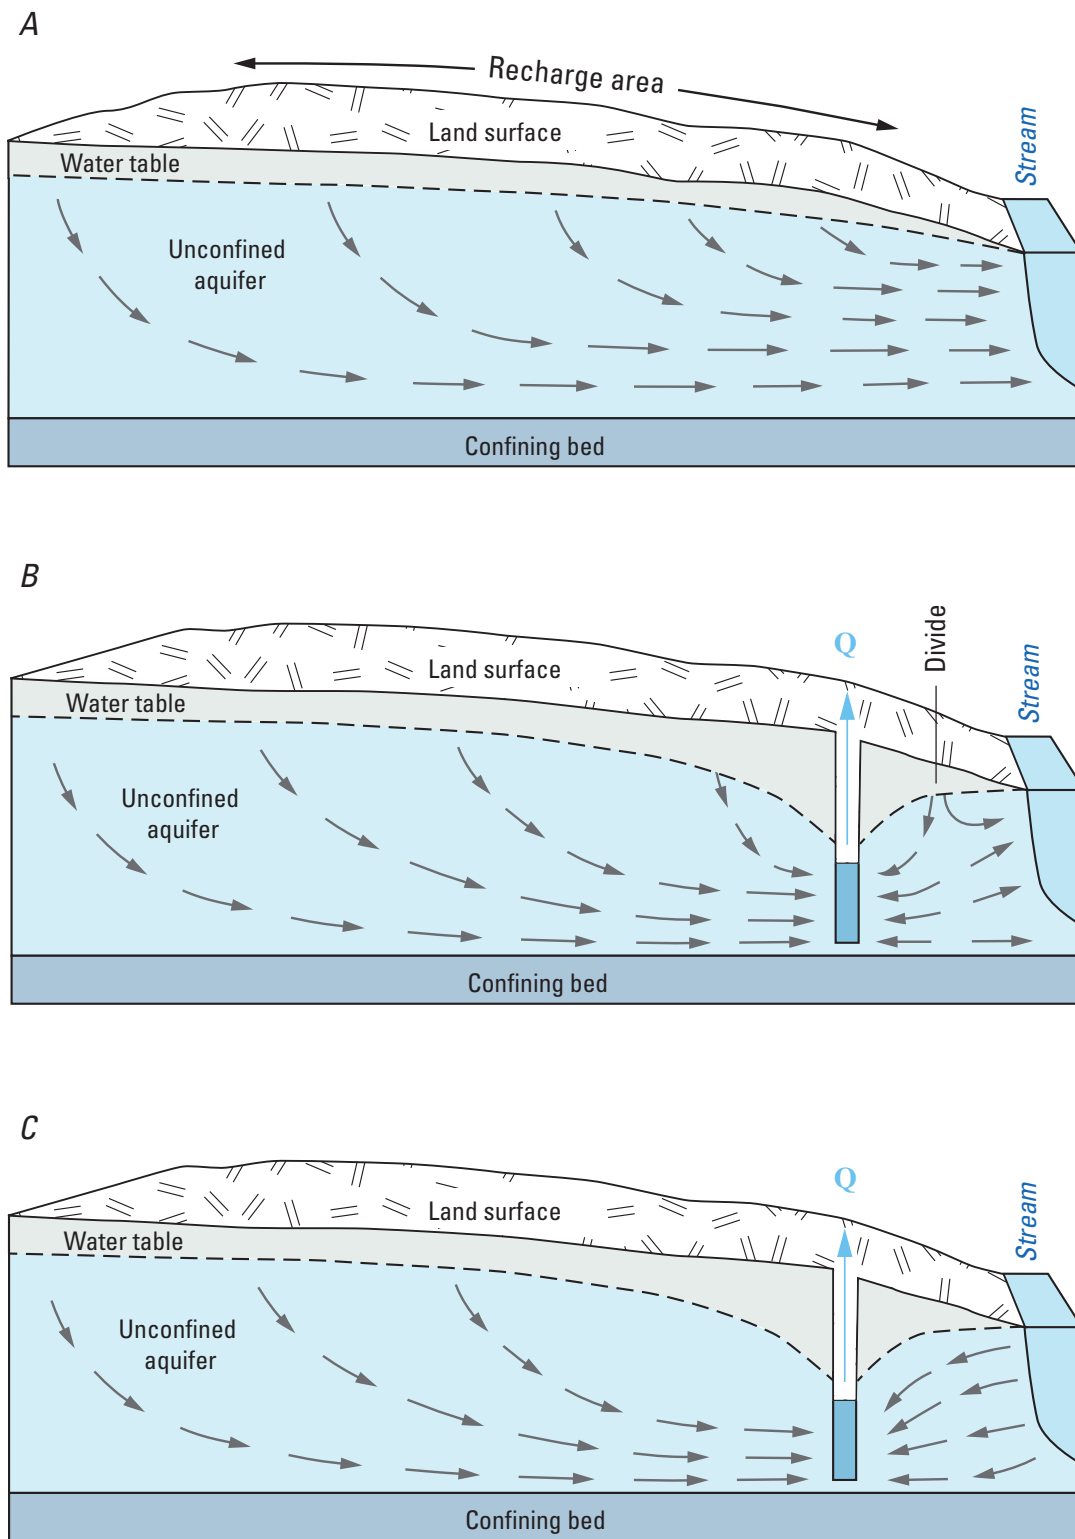 A
Recharge area
Land surface
Stream
Water table
Unconfined
aquifer
Confining bed
B
Q
Divide
Land surface
Stream
Water table
Unconfined
aquifer
Confining bed
C
Q
Land surface
Stream
Water table
Unconfined
aquifer
Confining bed